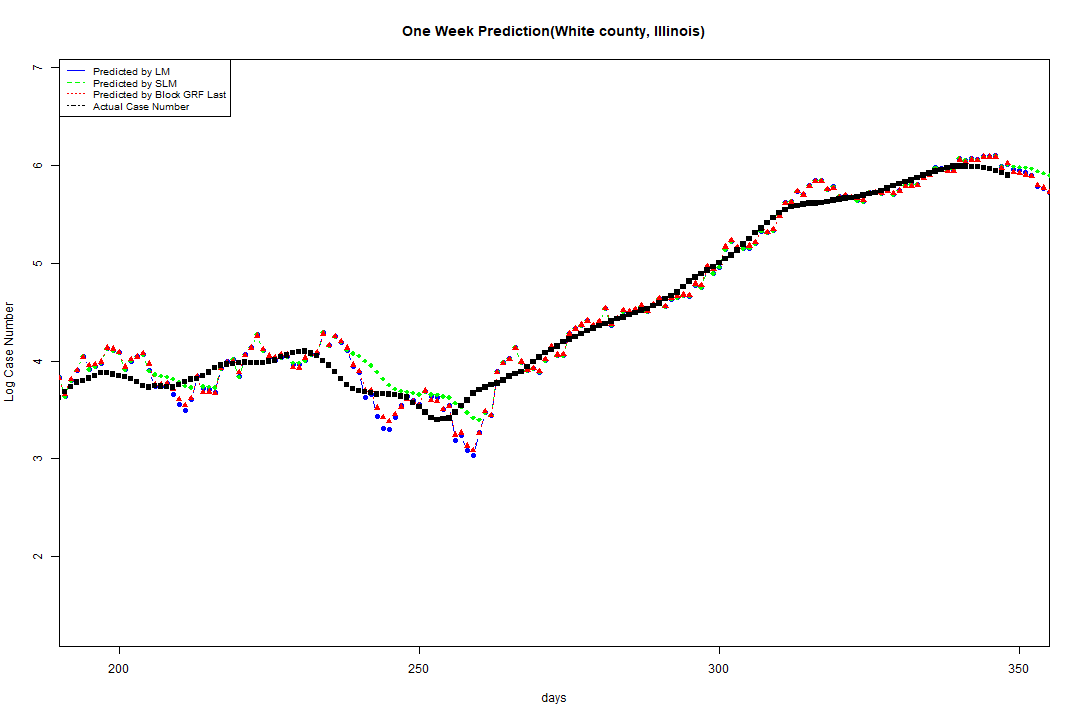 One Week Prediction(White county, Illinois)
Predicted by LM
Predicted by SLM
Predicted by Block GRF Last
Actual Case Number
7
6
5
4
3
2
Log Case Number
200
250
300
350
days